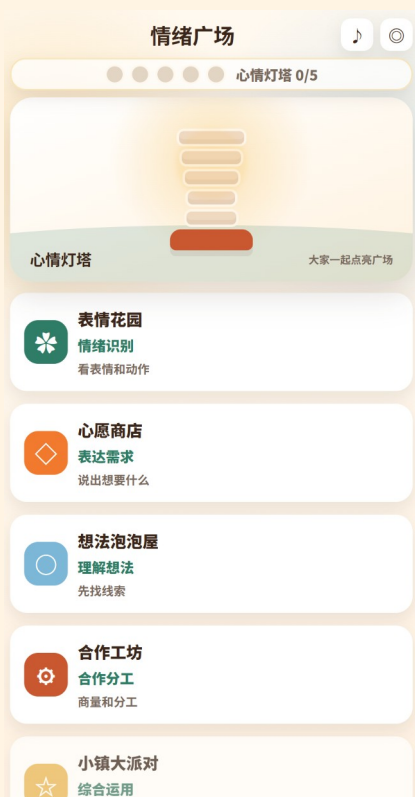 情绪广场
心情灯塔 0/5
心情灯塔
大家一起点亮广场
表情花园
情绪识别
看表情和动作
心愿商店
表达需求
说出想要什么
想法泡泡屋
理解想法
先找线索
合作工坊
合作分工
商量和分工
小镇大派对
综合运用